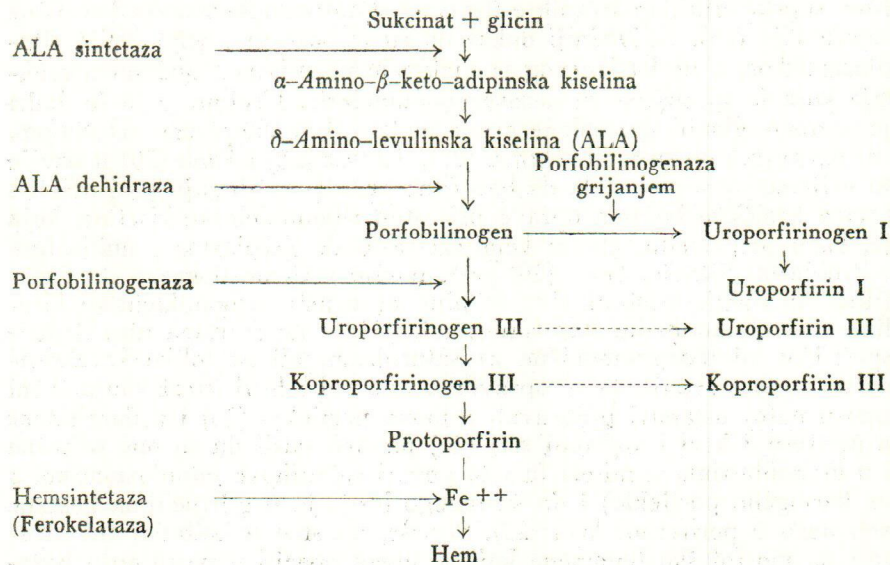 Sukcinat + glicin
ALA sintetaza
α–Amino–β–keto–adipinska kiselina
δ–Amino–levulinska kiselina (ALA)
Porfobilinogenaza
grijanjem
ALA dehidraza
Porfobilinogen
Uroporfirinogen I
Porfobilinogenaza
Uroporfirin I
Uroporfirinogen III
Uroporfirin III
Koproporfirinogen III
Koproporfirin III
Protoporfirin
Hemsintetaza
(Ferokelataza)
Fe ++
Hem